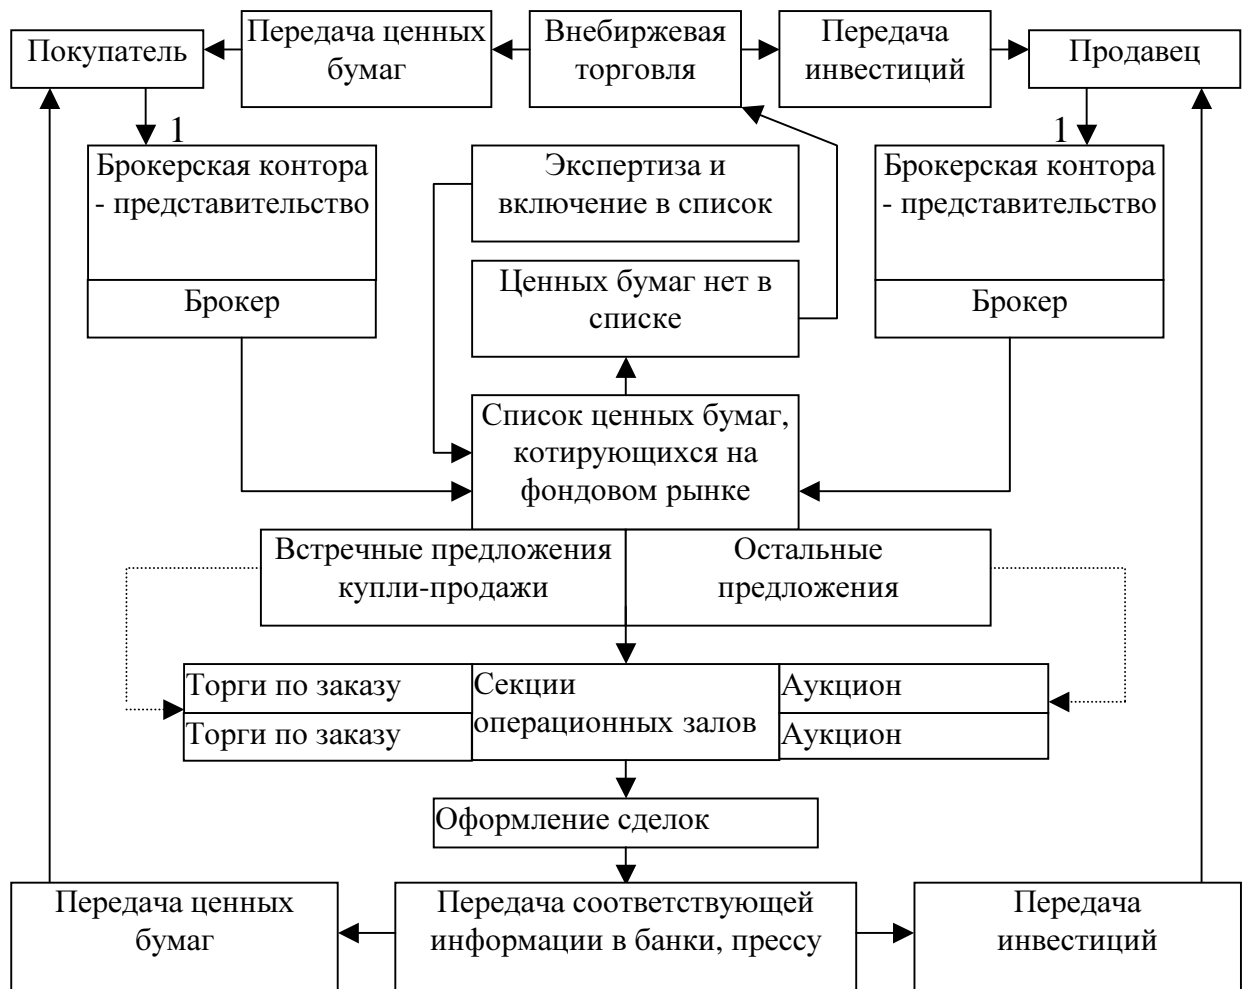 Покупатель
Передача ценных
бумаг
Внебиржевая
торговля
Передача
инвестиций
Продавец
1
1
Брокерская контора
- представительство
Брокер
Экспертиза и
включение в список
Брокерская контора
- представительство
Брокер
Ценных бумаг нет в
списке
Список ценных бумаг,
котирующихся на
фондовом рынке
Встречные предложения
купли-продажи
Остальные
предложения
Торги по заказу
Торги по заказу
Секции
операционных залов
Аукцион
Аукцион
Оформление сделок
Передача ценных
бумаг
Передача соответствующей
информации в банки, прессу
Передача
инвестиций